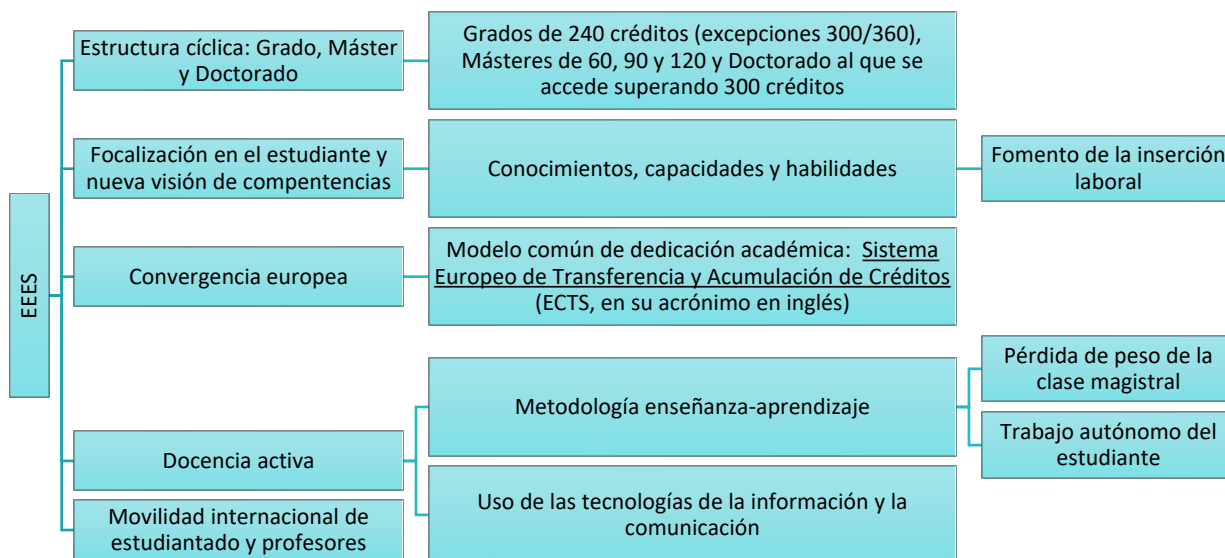 EEES
Estructura cíclica: Grado, Máster
y Doctorado
Grados de 240 créditos (excepciones 300/360),
Másteres de 60, 90 y 120 y Doctorado al que se
accede superando 300 créditos
Focalización en el estudiante y
nueva visión de compentencias
Conocimientos, capacidades y habilidades
Fomento de la inserción
laboral
Convergencia europea
Modelo común de dedicación académica: Sistema
Europeo de Transferencia y Acumulación de Créditos
(ECTS, en su acrónimo en inglés)
Docencia activa
Metodología enseñanza-aprendizaje
Pérdida de peso de la
clase magistral
Trabajo autónomo del
estudiante
Uso de las tecnologías de la información y la
comunicación
Movilidad internacional de
estudiantado y profesores